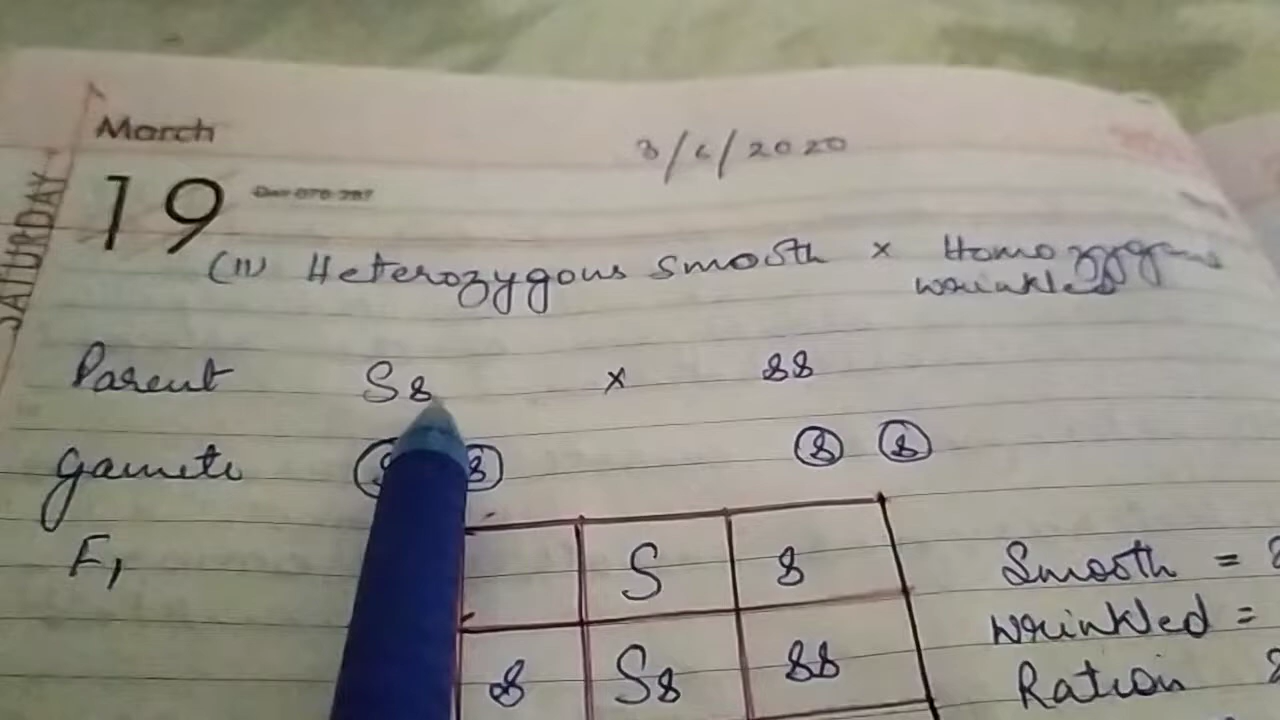 March
3/6/2020
SATURDAY
19
(ii) Heterozygous smooth × Homozygous
wrinkled
Parent Ss × ss
gamete s s s
F1
S s
s Ss ss
Smooth =
Wrinkled =
Ration